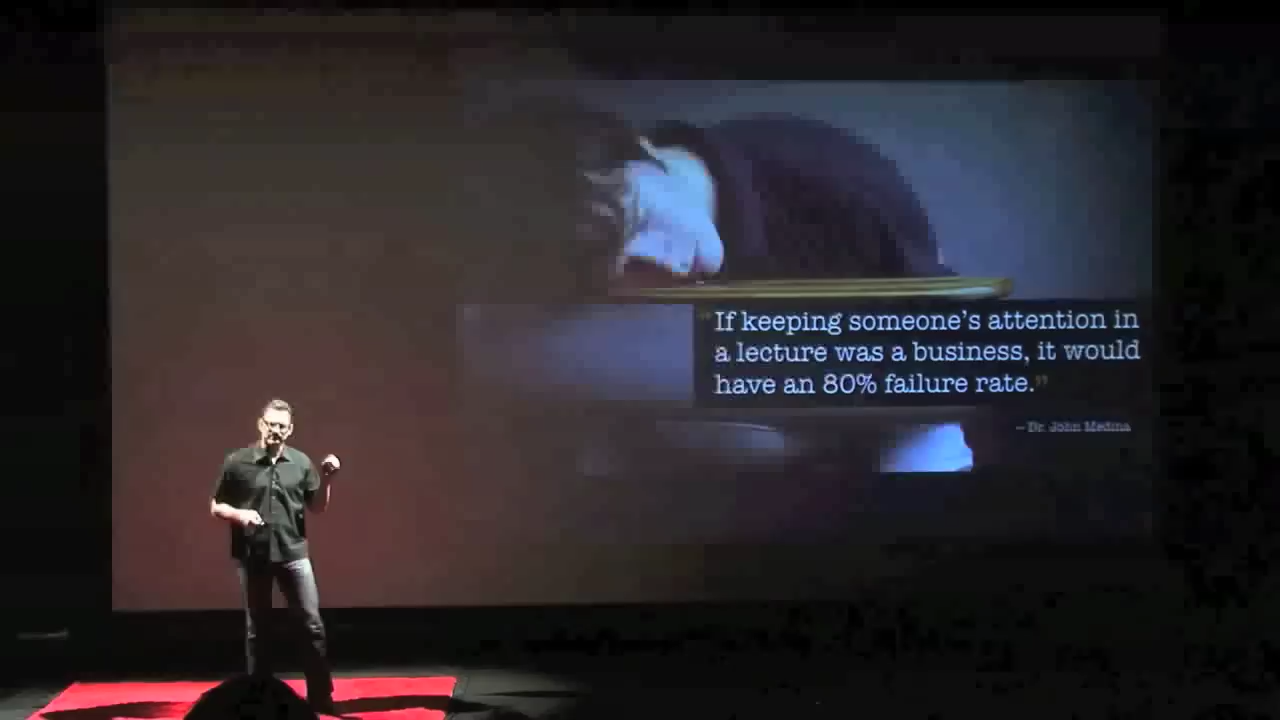 "If keeping someone's attention in
a lecture was a business, it would
have an 80% failure rate."
– Dr. John Medina